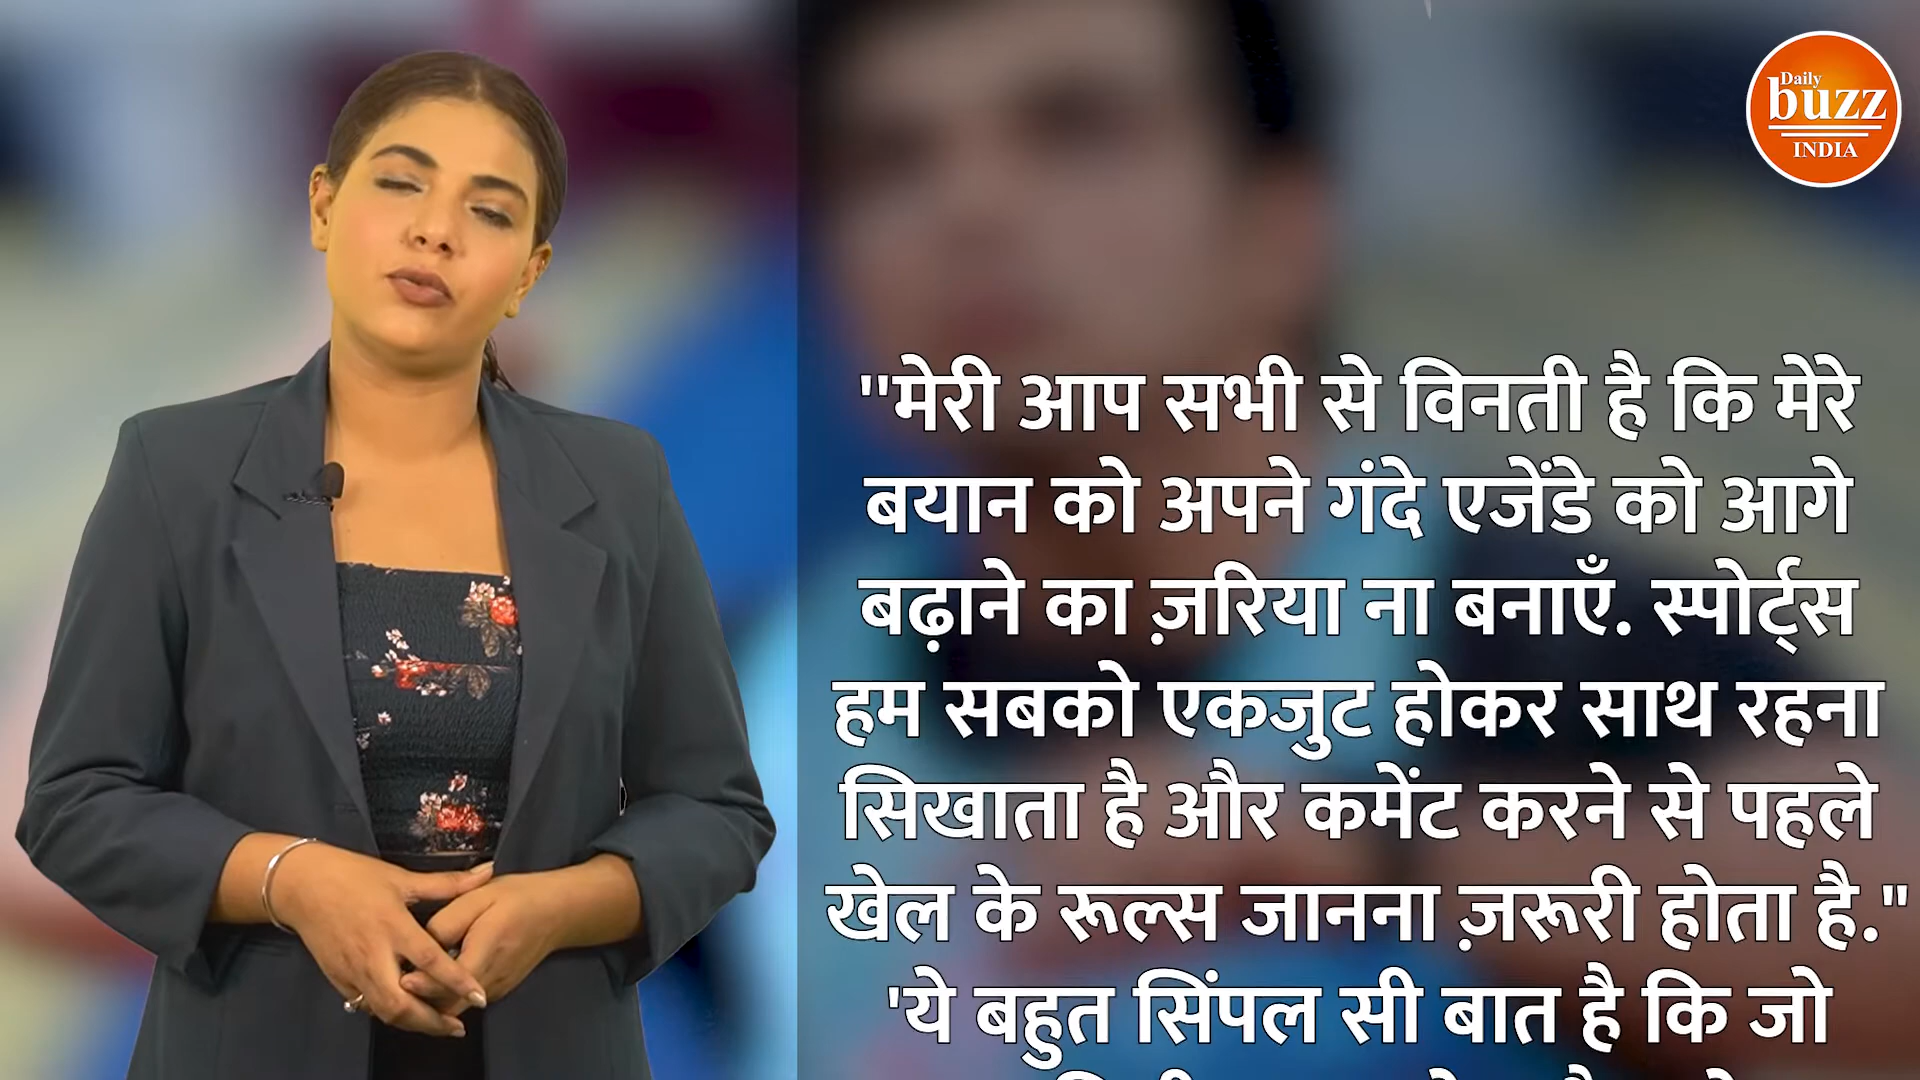 Daily
buzz
INDIA
"मेरी आप सभी से विनती है कि मेरे
बयान को अपने गंदे एजेंडे को आगे
बढ़ाने का ज़रिया ना बनाएँ. स्पोर्ट्स
हम सबको एकजुट होकर साथ रहना
सिखाता है और कमेंट करने से पहले
खेल के रूल्स जानना ज़रूरी होता है."
'ये बहुत सिंपल सी बात है कि जो